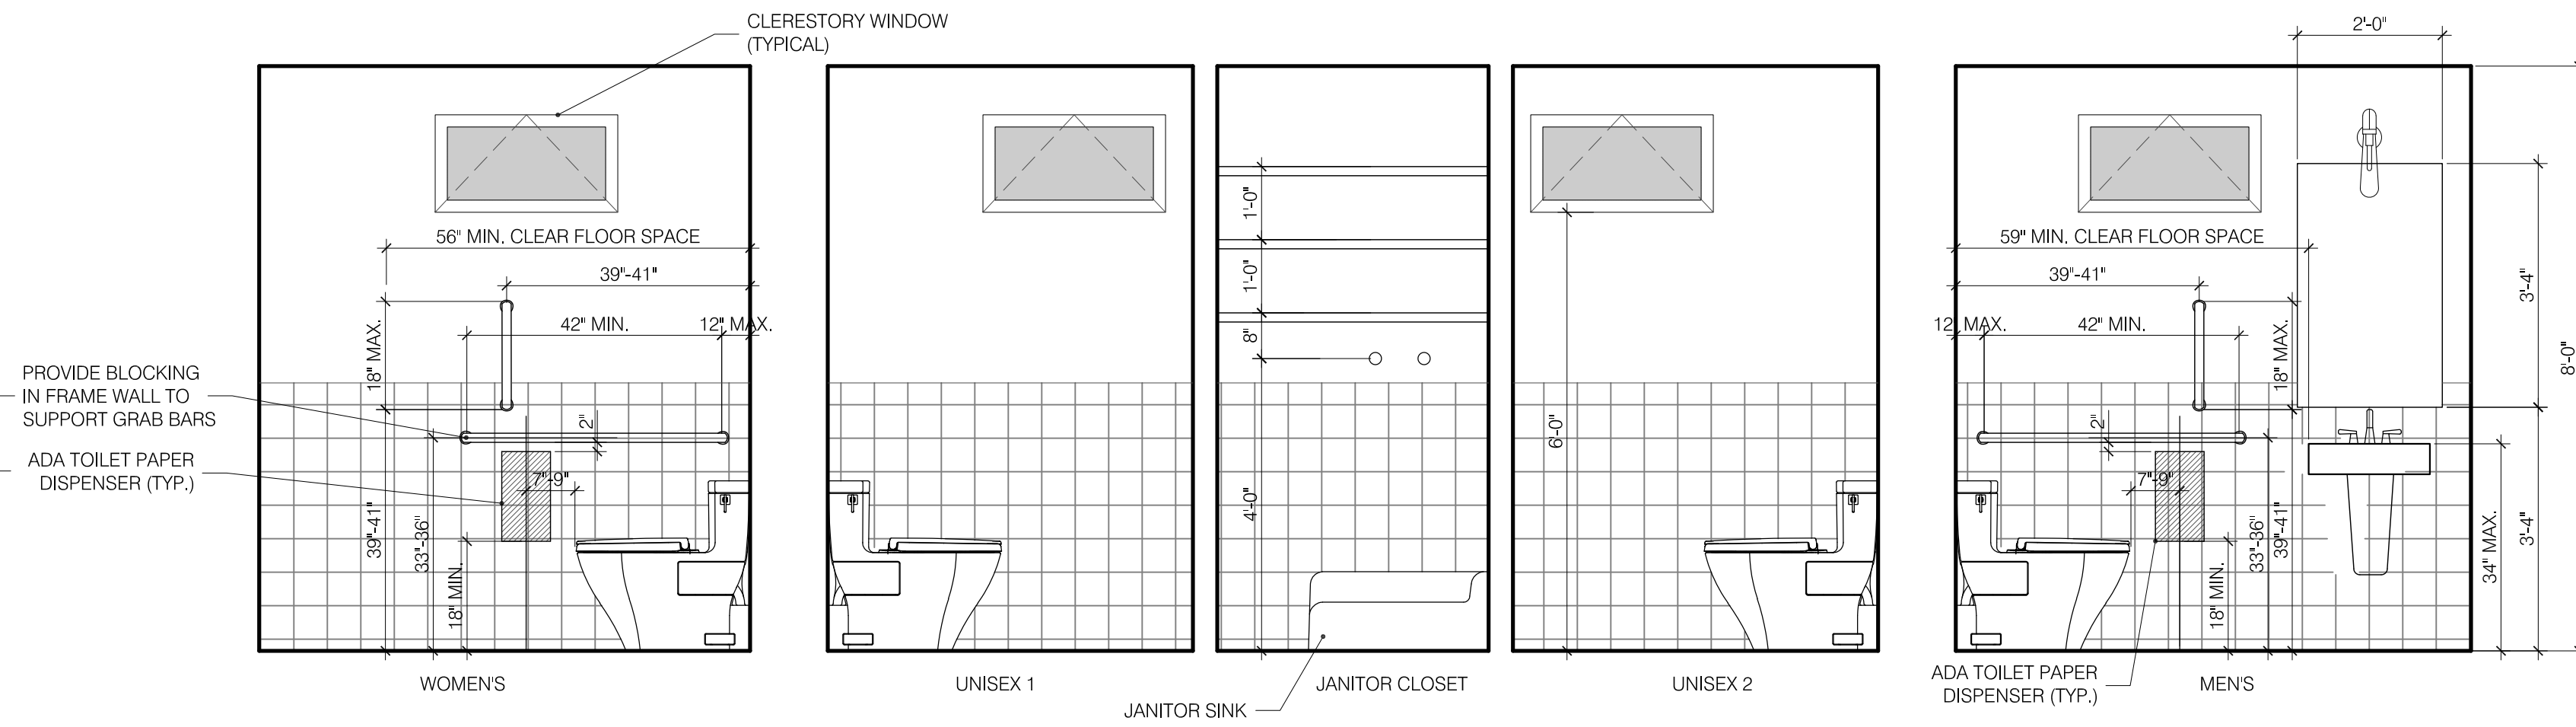 CLERESTORY WINDOW
(TYPICAL)
56" MIN. CLEAR FLOOR SPACE
39"-41"
42" MIN.
12" MAX.
18" MAX.
PROVIDE BLOCKING
IN FRAME WALL TO
SUPPORT GRAB BARS
ADA TOILET PAPER
DISPENSER (TYP.)
2"
7"-9"
39"-41"
33"-36"
18" MIN.
WOMEN'S
UNISEX 1
1'-0"
1'-0"
8"
4'-0"
JANITOR CLOSET
JANITOR SINK
6'-0"
UNISEX 2
2'-0"
59" MIN. CLEAR FLOOR SPACE
39"-41"
12" MAX.
42" MIN.
18" MAX.
2"
7"-9"
18" MIN.
33"-36"
39"-41"
3'-4"
8'-0"
34" MAX.
3'-4"
ADA TOILET PAPER
DISPENSER (TYP.)
MEN'S